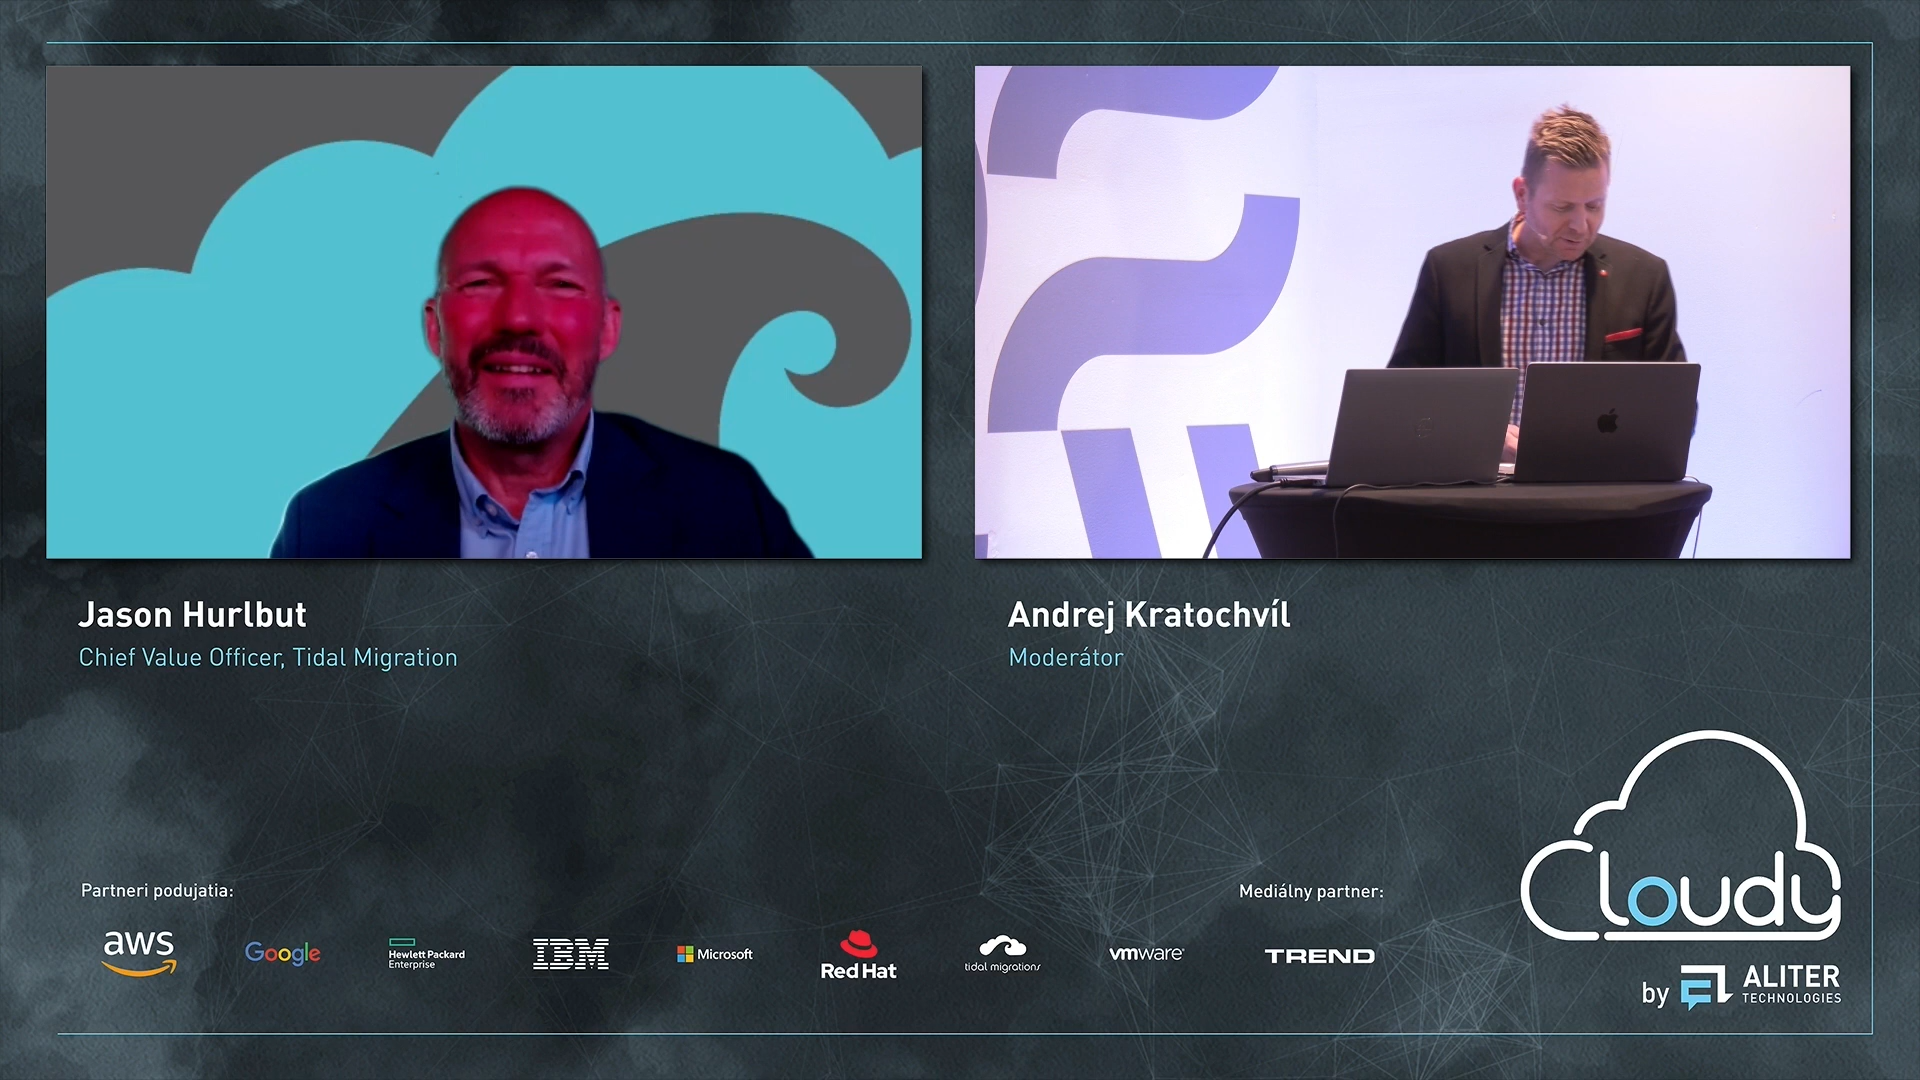 Jason Hurlbut
Chief Value Officer, Tidal Migration
Andrej Kratochvíl
Moderátor
Partneri podujatia:
aws
Google
Hewlett Packard
Enterprise
IBM
Microsoft
Red Hat
tidal migrations
vmware
Mediálny partner:
TREND
Cloudy
by ALITER
TECHNOLOGIES